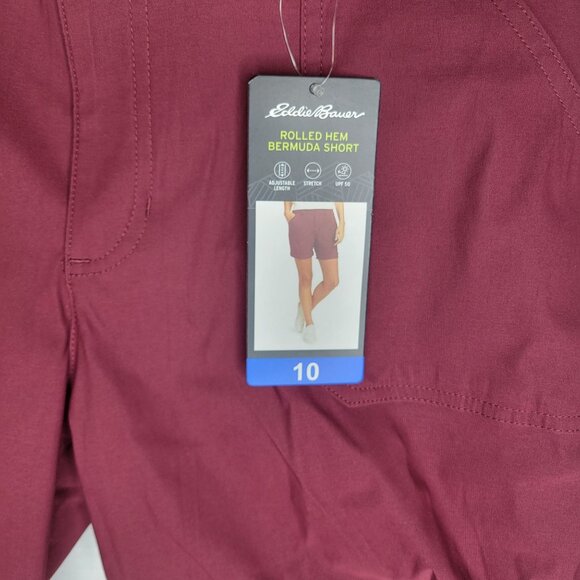 Eddie Bauer
ROLLED HEM
BERMUDA SHORT
ADJUSTABLE LENGTH
STRETCH
UPF 50
10